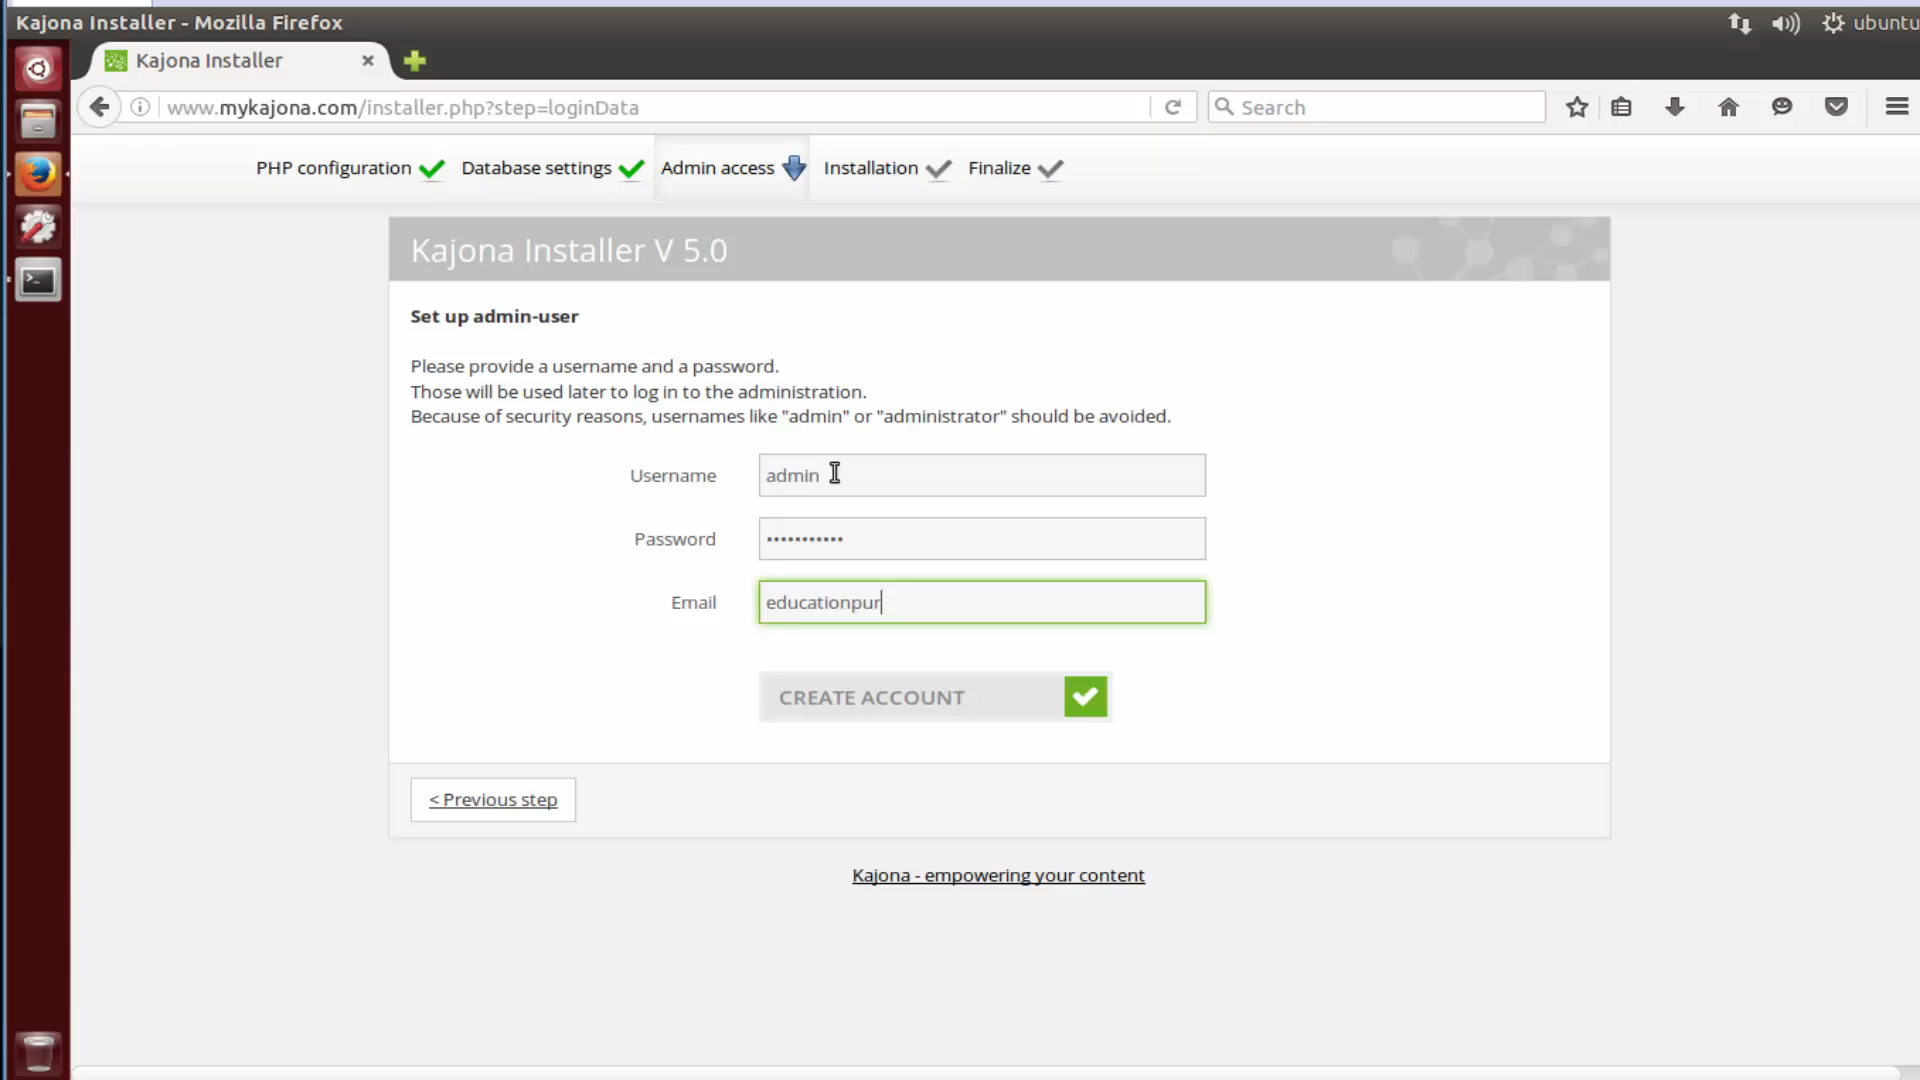 Kajona Installer - Mozilla Firefox
ubuntu
Kajona Installer
www.mykajona.com/installer.php?step=loginData
Search
PHP configuration Database settings Admin access Installation Finalize
Kajona Installer V 5.0
Set up admin-user
Please provide a username and a password.
Those will be used later to log in to the administration.
Because of security reasons, usernames like "admin" or "administrator" should be avoided.
Username admin
Password •••••••••••
Email educationpur
CREATE ACCOUNT
< Previous step
Kajona - empowering your content